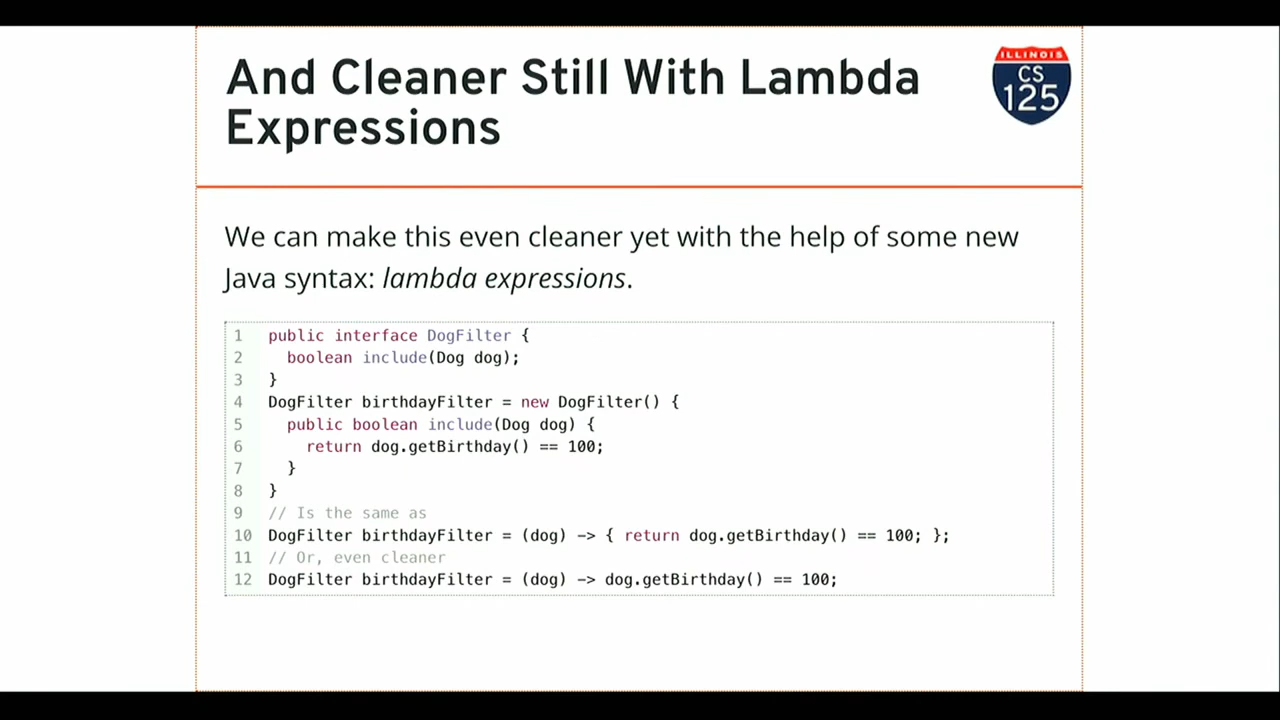 And Cleaner Still With Lambda
Expressions
ILLINOIS
CS
125
We can make this even cleaner yet with the help of some new
Java syntax: lambda expressions.
1 public interface DogFilter {
2   boolean include(Dog dog);
3 }
4 DogFilter birthdayFilter = new DogFilter() {
5   public boolean include(Dog dog) {
6     return dog.getBirthday() == 100;
7   }
8 }
9 // Is the same as
10 DogFilter birthdayFilter = (dog) -> { return dog.getBirthday() == 100; };
11 // Or, even cleaner
12 DogFilter birthdayFilter = (dog) -> dog.getBirthday() == 100;